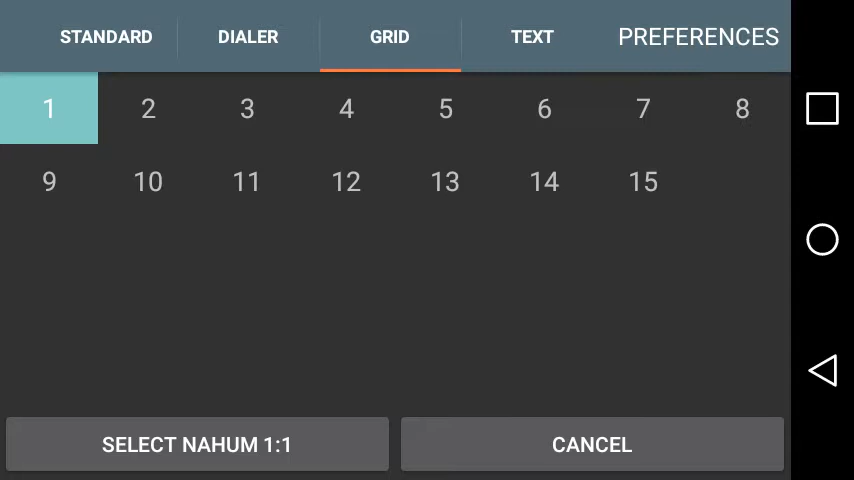 STANDARD DIALER GRID TEXT PREFERENCES
1 2 3 4 5 6 7 8
9 10 11 12 13 14 15
SELECT NAHUM 1:1 CANCEL